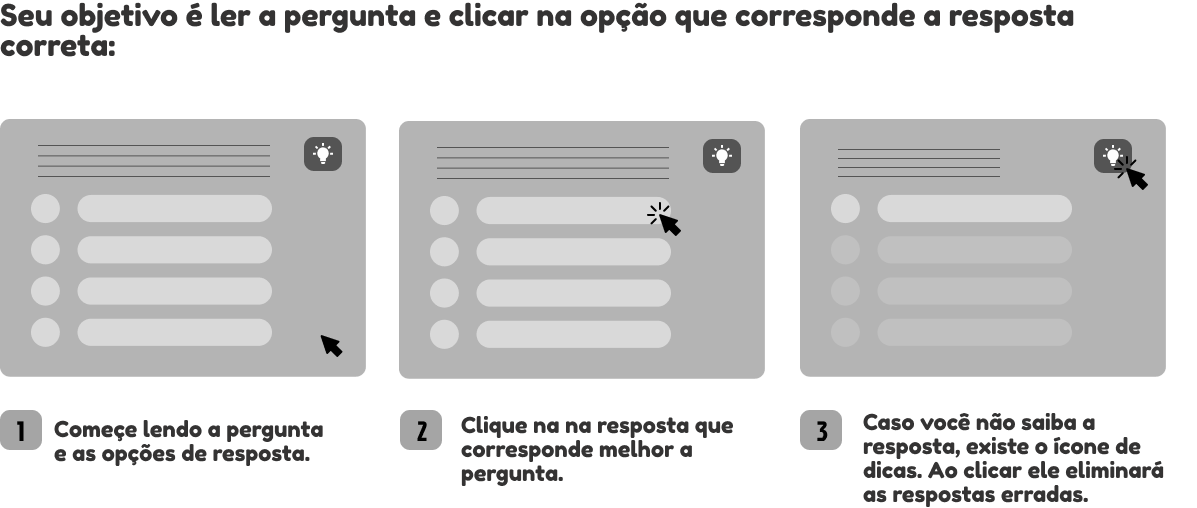 Seu objetivo é ler a pergunta e clicar na opção que corresponde a resposta
correta:
1
Começe lendo a pergunta
e as opções de resposta.
2
Clique na na resposta que
corresponde melhor a
pergunta.
3
Caso você não saiba a
resposta, existe o ícone de
dicas. Ao clicar ele eliminará
as respostas erradas.